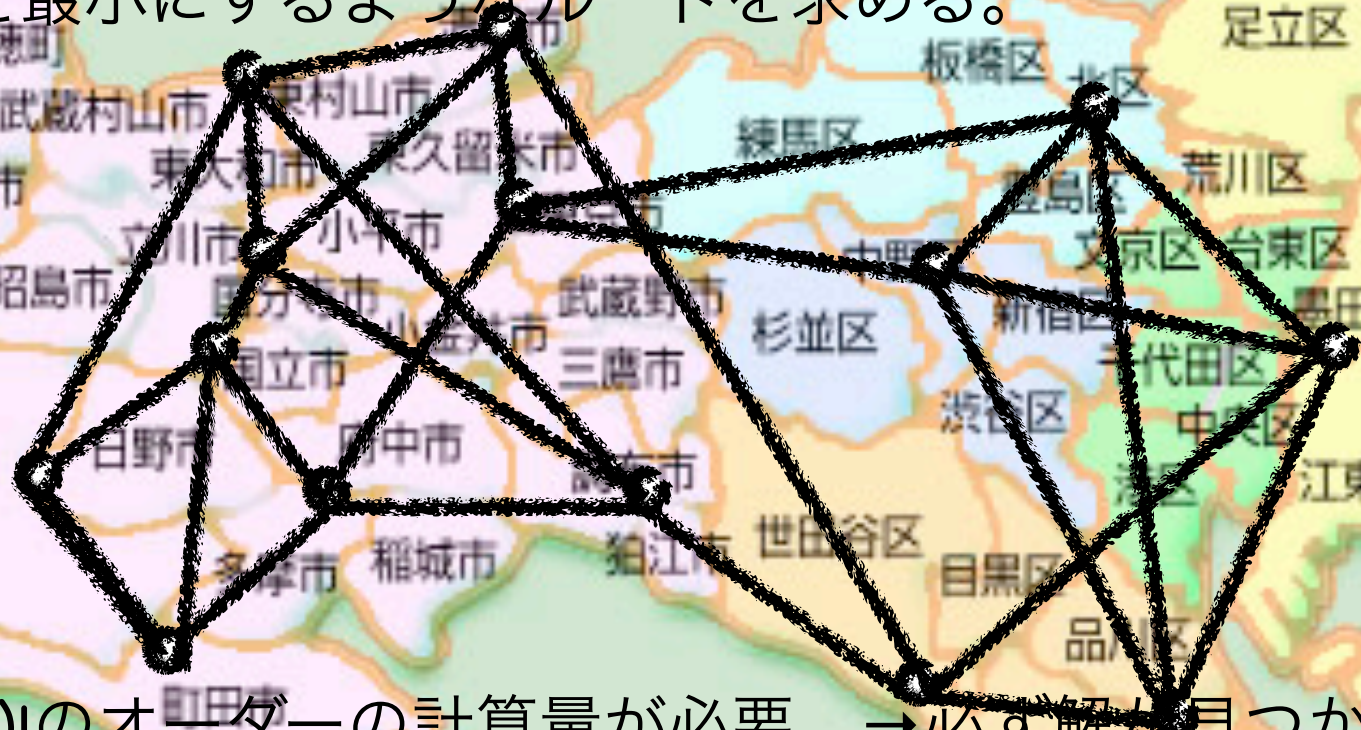 最小にするようなルートを求める。
足立区
穂町
板橋区
北区
武蔵村山市
東村山市
練馬区
東久留米市
東大和市
荒川区
豊島区
市
立川市
小平市
中野
文京区
台東区
昭島市
国分寺市
武蔵野市
新宿区
墨田
小金井市
杉並区
国立市
三鷹市
千代田区
渋谷区
中央区
日野市
府中市
調布市
港区
江東
世田谷区
多摩市
稲城市
狛江市
目黒区
品川区
町田市
のオーダーの計算量が必要 →必ず解が見つか